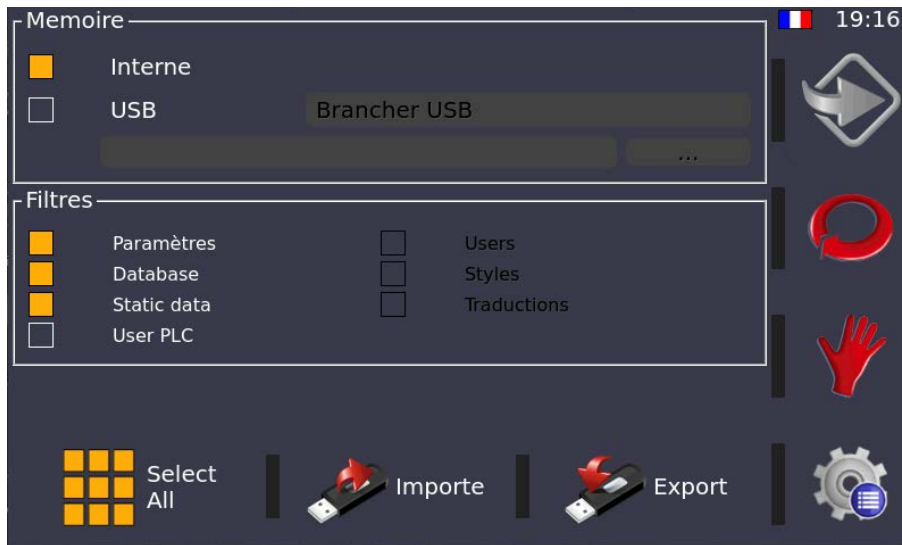 Memoire
19:16
Interne
USB
Brancher USB
...
Filtres
Paramètres
Users
Database
Styles
Static data
Traductions
User PLC
Select
All
Importe
Export